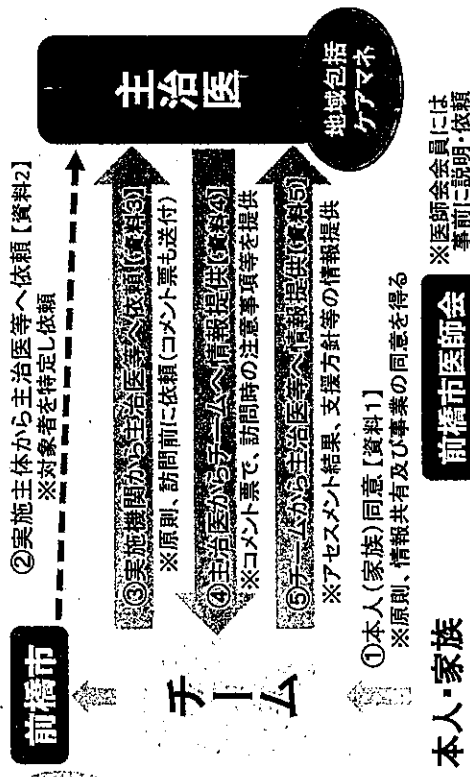 前橋市
②実施主体から主治医等へ依頼【資料2】
※対象者を特定し依頼
チーム
③実施機関から主治医等へ依頼【資料3】
※原則、訪問前に依頼(コメント票も送付)
④主治医からチームへ情報提供【資料4】
※コメント票で、訪問時の注意事項等を提供
⑤チームから主治医等へ情報提供【資料5】
※アセスメント結果、支援方針等の情報提供
主治医
地域包括
ケアマネ
①本人(家族)同意【資料1】
※原則、情報共有及び事業の同意を得る
本人・家族
前橋市医師会
※医師会会員には
事前に説明・依頼